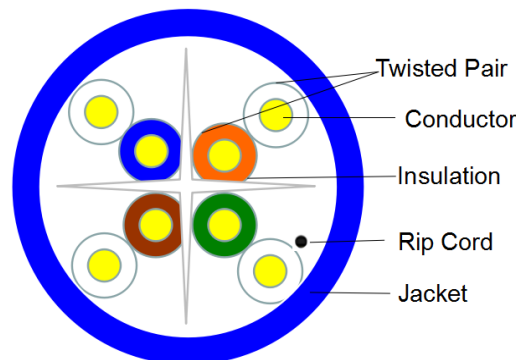 Twisted Pair
Conductor
Insulation
Rip Cord
Jacket